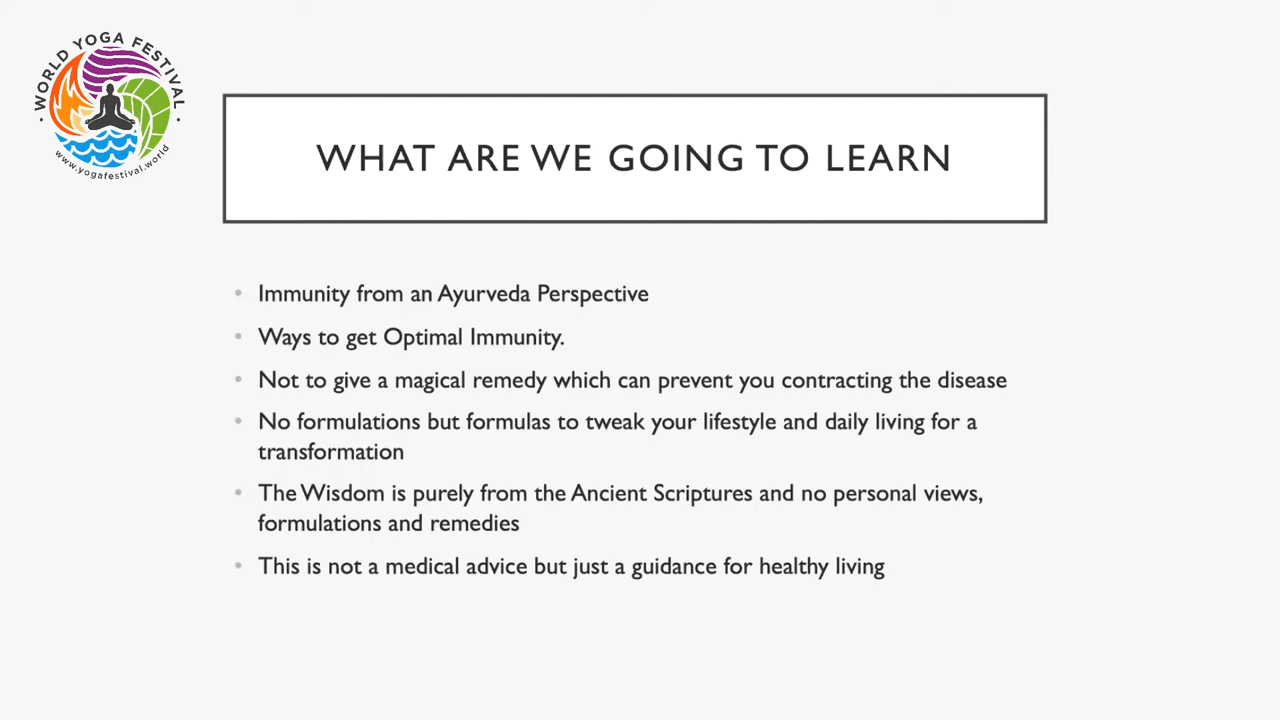 WORLD YOGA FESTIVAL
www.yogafestival.world
WHAT ARE WE GOING TO LEARN
• Immunity from an Ayurveda Perspective
• Ways to get Optimal Immunity.
• Not to give a magical remedy which can prevent you contracting the disease
• No formulations but formulas to tweak your lifestyle and daily living for a
transformation
• The Wisdom is purely from the Ancient Scriptures and no personal views,
formulations and remedies
• This is not a medical advice but just a guidance for healthy living